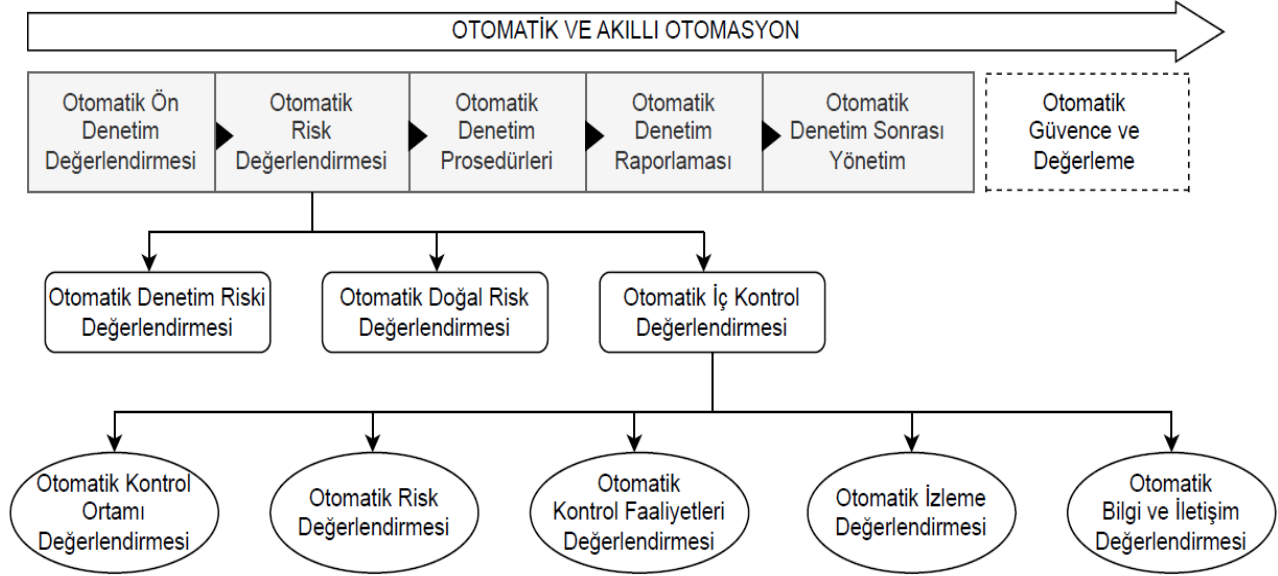 OTOMATİK VE AKILLI OTOMASYON
Otomatik Ön
Denetim
Değerlendirmesi
Otomatik
Risk
Değerlendirmesi
Otomatik
Denetim
Prosedürleri
Otomatik
Denetim
Raporlaması
Otomatik
Denetim Sonrası
Yönetim
Otomatik
Güvence ve
Değerleme
Otomatik Denetim Riski
Değerlendirmesi
Otomatik Doğal Risk
Değerlendirmesi
Otomatik İç Kontrol
Değerlendirmesi
Otomatik Kontrol
Ortamı
Değerlendirmesi
Otomatik Risk
Değerlendirmesi
Otomatik
Kontrol Faaliyetleri
Değerlendirmesi
Otomatik İzleme
Değerlendirmesi
Otomatik
Bilgi ve İletişim
Değerlendirmesi